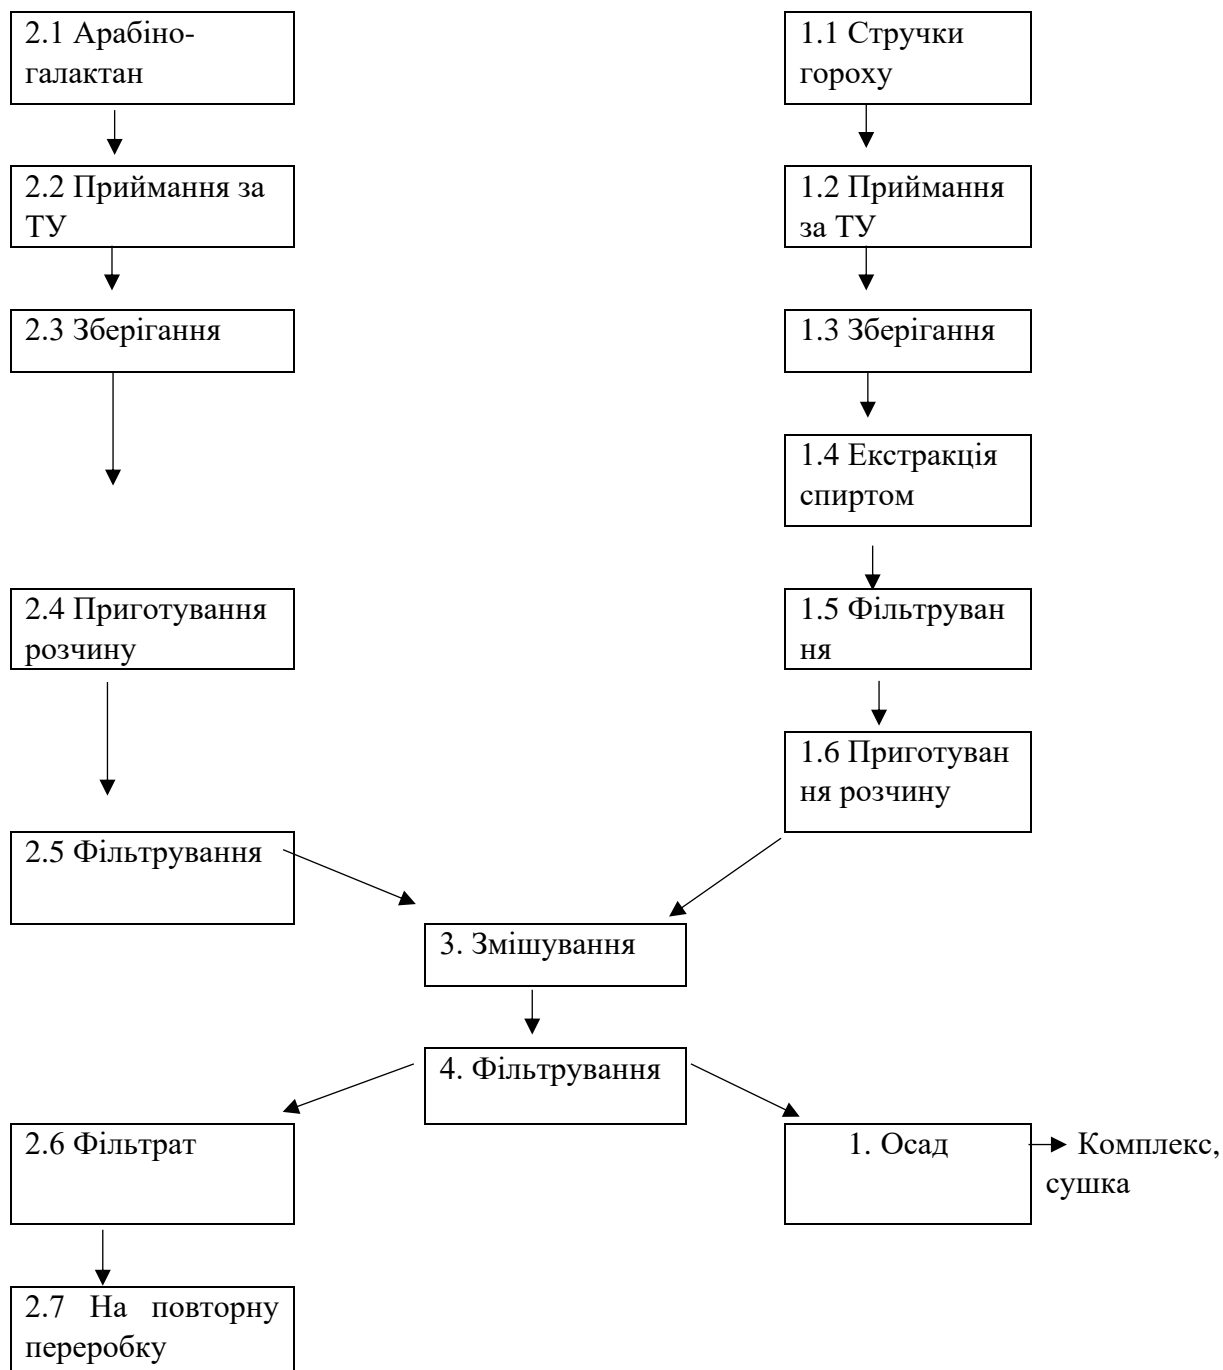 2.1 Арабіно-
галактан
1.1 Стручки
гороху
2.2 Приймання за
ТУ
1.2 Приймання
за ТУ
2.3 Зберігання
1.3 Зберігання
1.4 Екстракція
спиртом
2.4 Приготування
розчину
1.5 Фільтруван
ня
1.6 Приготуван
ня розчину
2.5 Фільтрування
3. Змішування
4. Фільтрування
2.6 Фільтрат
1. Осад
Комплекс,
сушка
2.7 На повторну
переробку